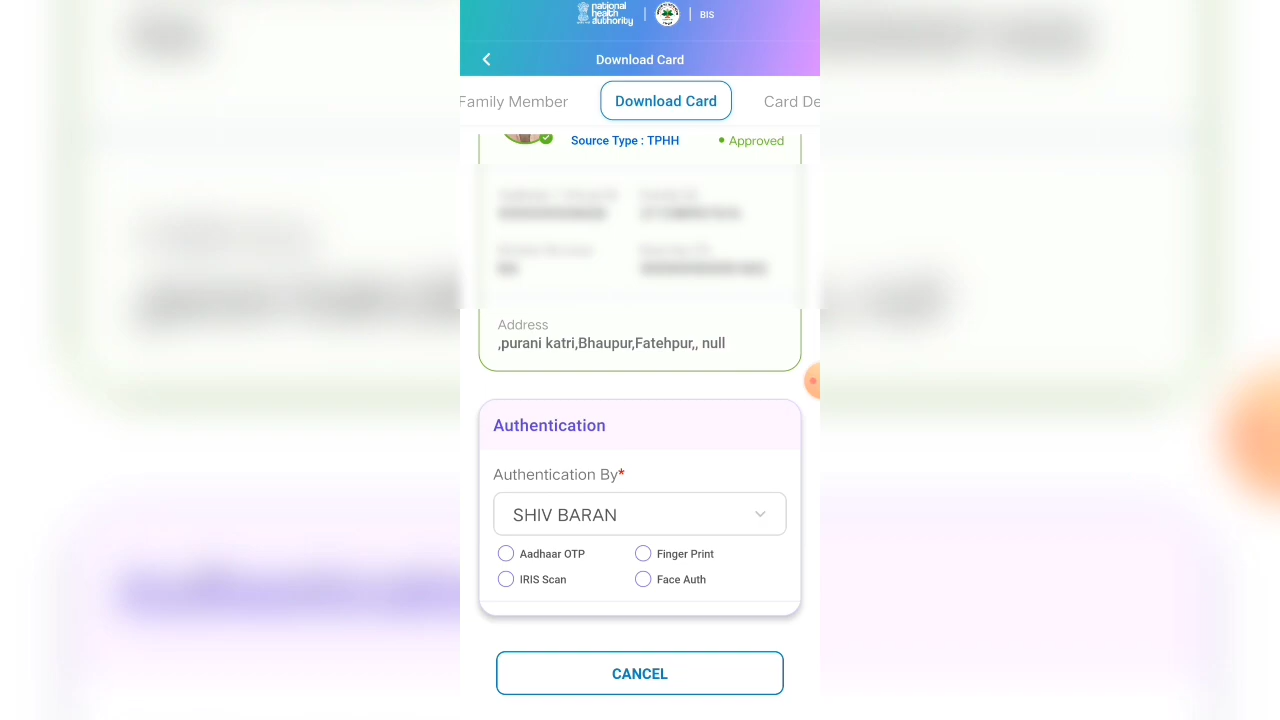 national
health
authority
BIS
Download Card
Family Member
Download Card
Card De
Source Type : TPHH
Approved
Address
,purani katri,Bhaupur,Fatehpur,, null
Authentication
Authentication By*
SHIV BARAN
Aadhaar OTP
Finger Print
IRIS Scan
Face Auth
CANCEL